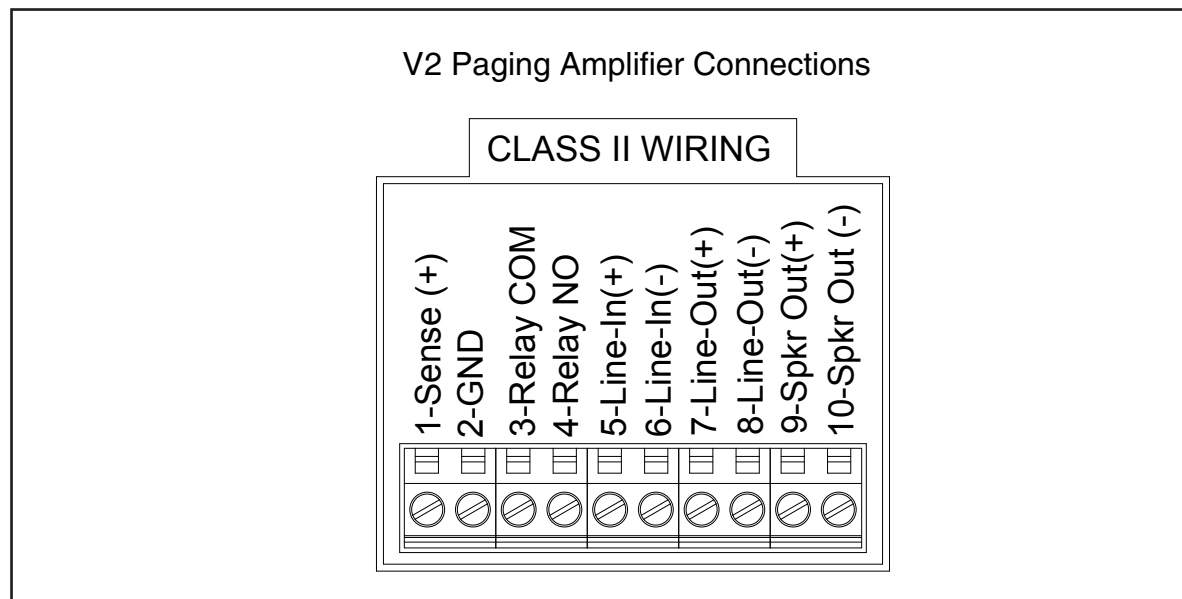 V2 Paging Amplifier Connections
CLASS II WIRING
1-Sense (+)
2-GND
3-Relay COM
4-Relay NO
5-Line-In(+)
6-Line-In(-)
7-Line-Out(+)
8-Line-Out(-)
9-Spkr Out(+)
10-Spkr Out (-)